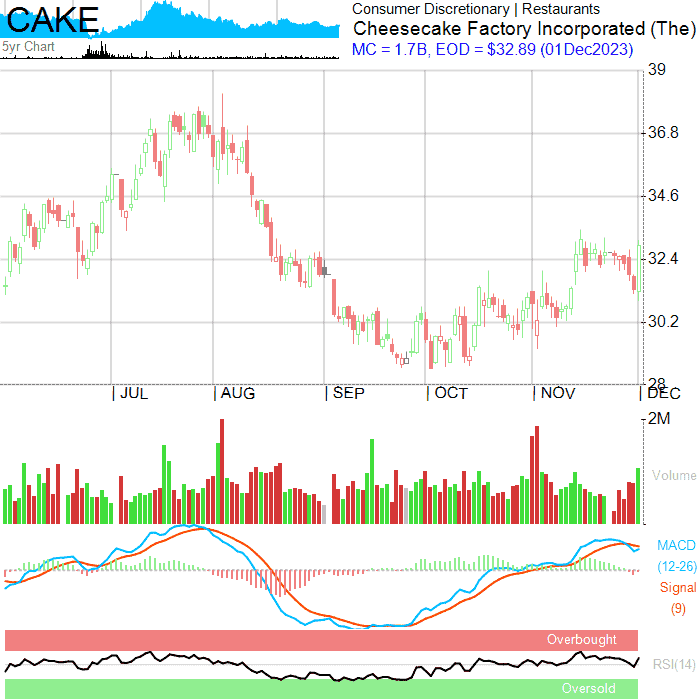 CAKE
5yr Chart
Consumer Discretionary | Restaurants
Cheesecake Factory Incorporated (The)
MC = 1.7B, EOD = $32.89 (01Dec2023)
39
36.8
34.6
32.4
30.2
28
| JUL | AUG | SEP | OCT | NOV | DEC
2M
Volume
MACD
(12-26)
Signal
(9)
Overbought
RSI(14)
Oversold